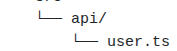 └── api/
└── user.ts